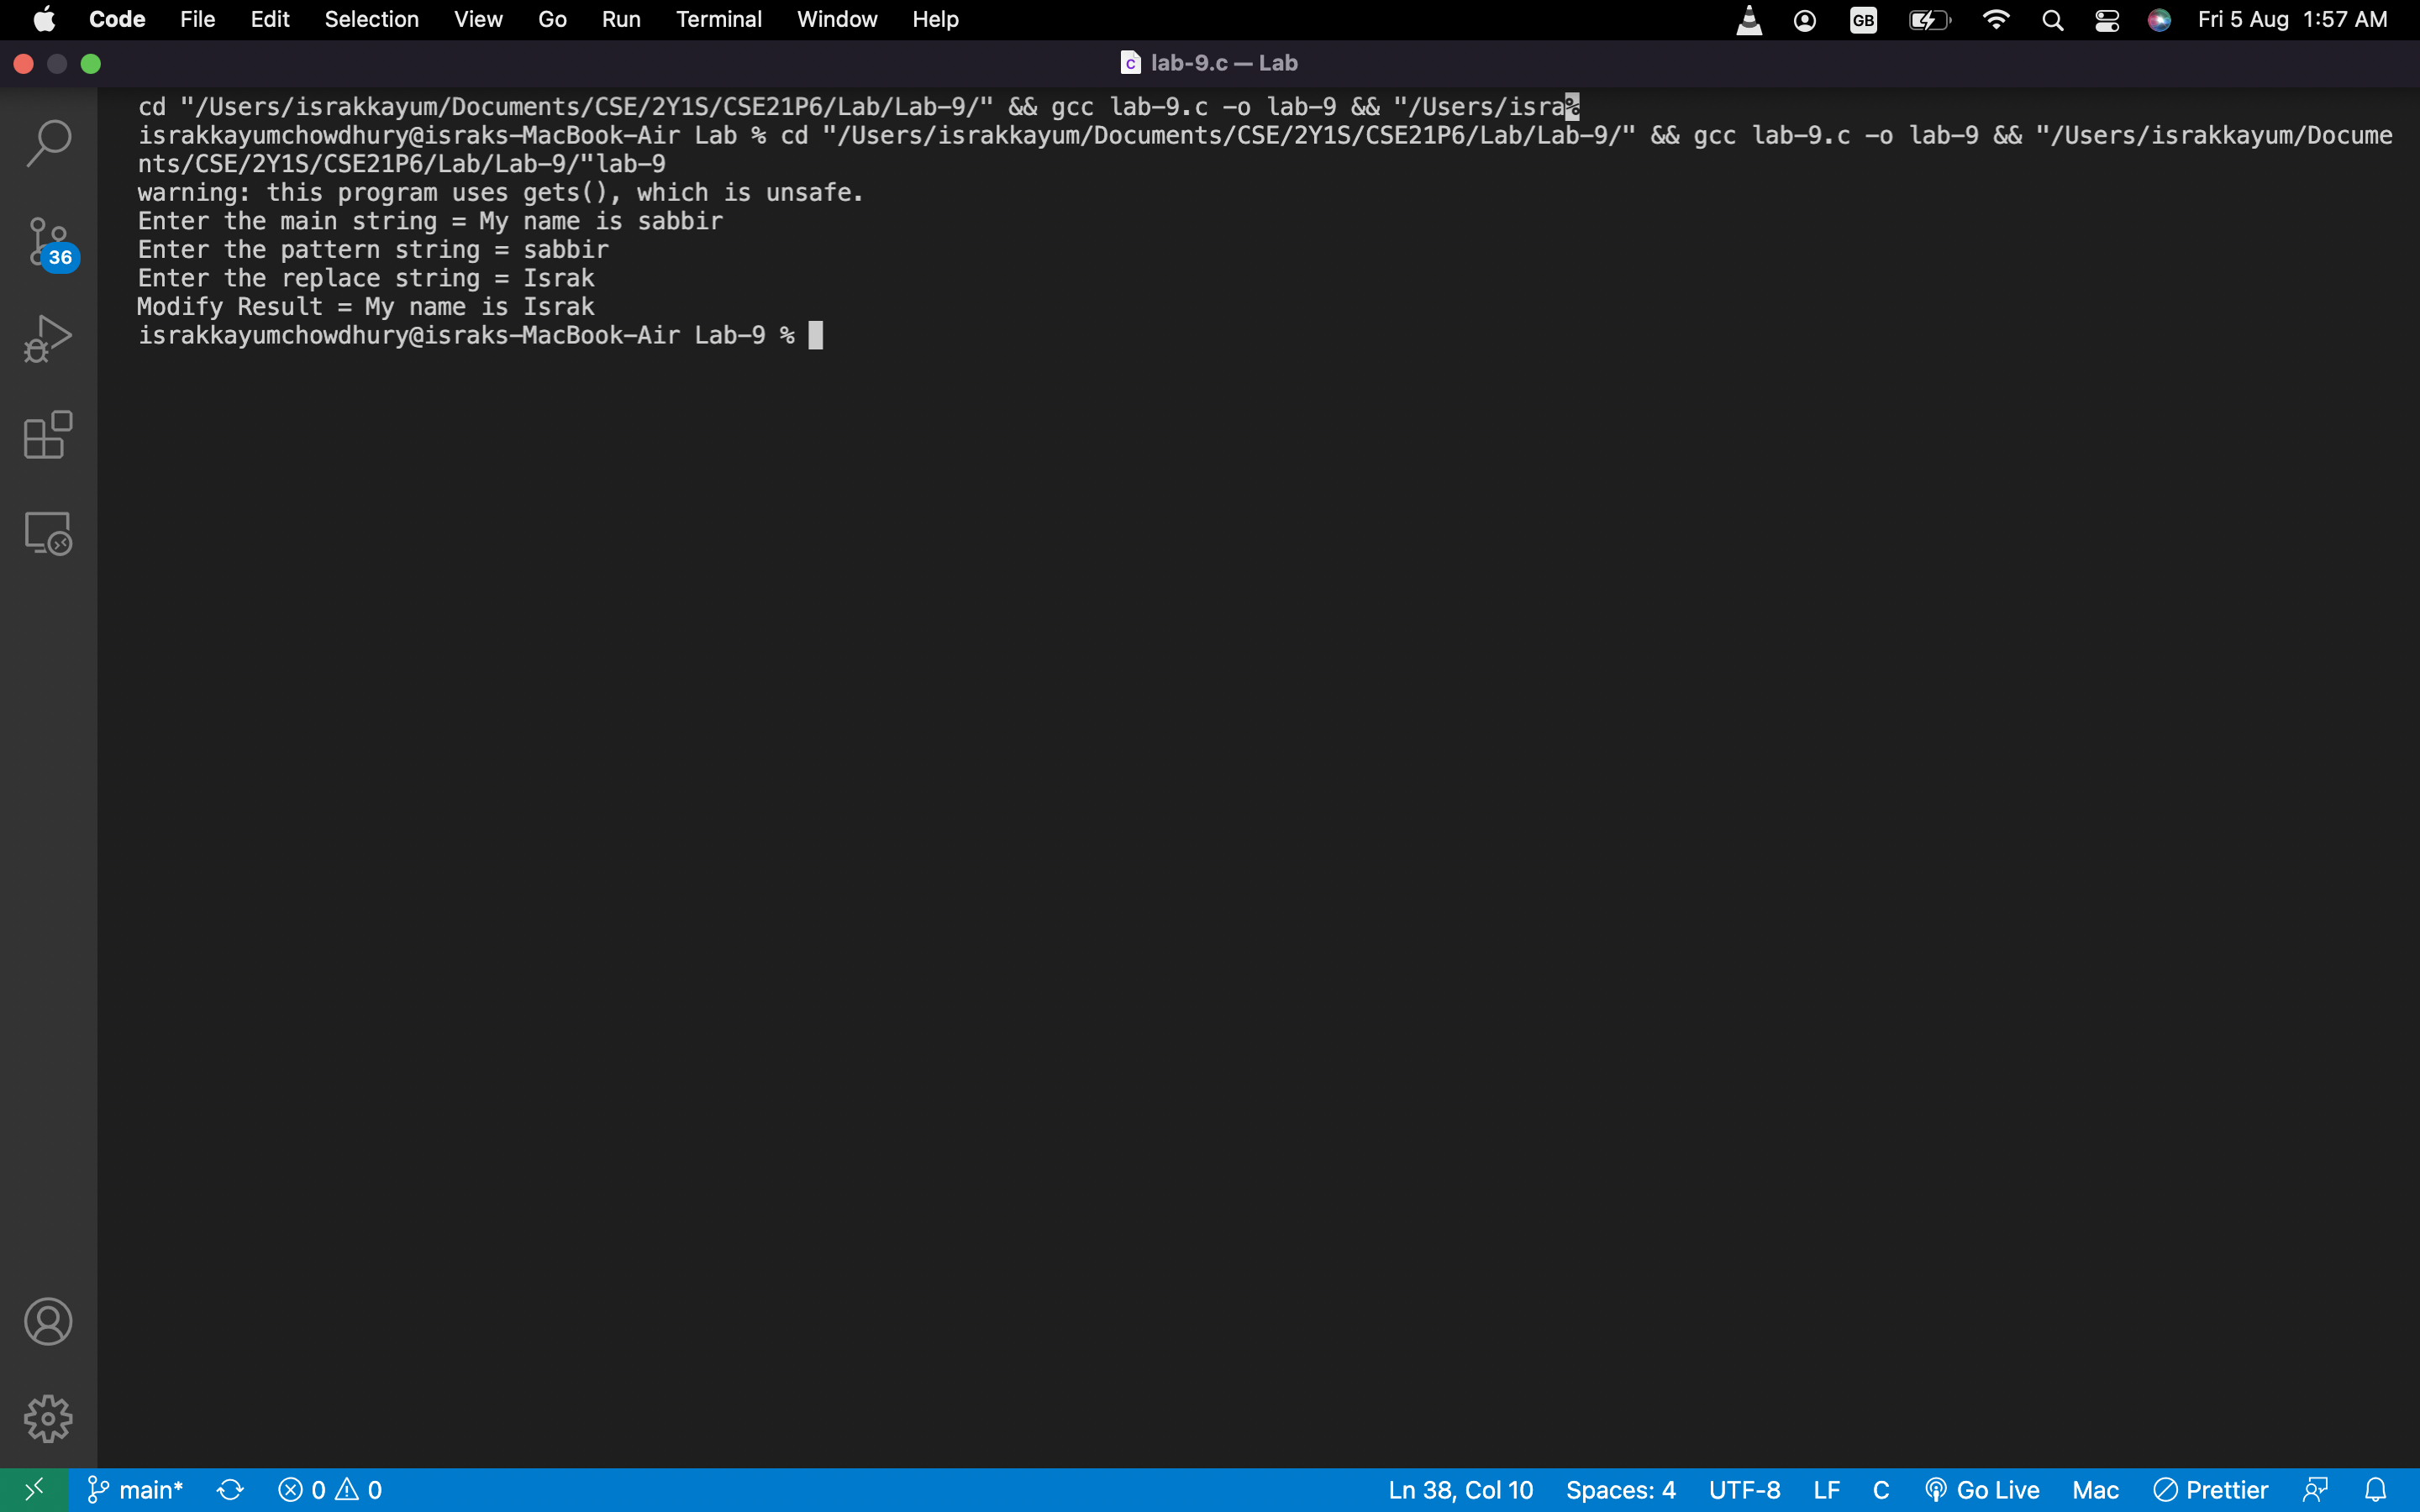 Code File Edit Selection View Go Run Terminal Window Help GB Fri 5 Aug 1:57 AM
C lab-9.c — Lab
cd "/Users/israkkayum/Documents/CSE/2Y1S/CSE21P6/Lab/Lab-9/" && gcc lab-9.c -o lab-9 && "/Users/isra%
israkkayumchowdhury@israks-MacBook-Air Lab % cd "/Users/israkkayum/Documents/CSE/2Y1S/CSE21P6/Lab/Lab-9/" && gcc lab-9.c -o lab-9 && "/Users/israkkayum/Docume
nts/CSE/2Y1S/CSE21P6/Lab/Lab-9/"lab-9
warning: this program uses gets(), which is unsafe.
Enter the main string = My name is sabbir
Enter the pattern string = sabbir
Enter the replace string = Israk
Modify Result = My name is Israk
israkkayumchowdhury@israks-MacBook-Air Lab-9 %
36
main* 0 0 Ln 38, Col 10 Spaces: 4 UTF-8 LF C Go Live Mac Prettier